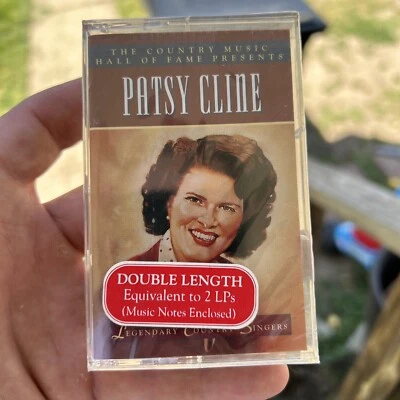 THE COUNTRY MUSIC
HALL OF FAME PRESENTS
PATSY CLINE
DOUBLE LENGTH
Equivalent to 2 LPs
(Music Notes Enclosed)
LEGENDARY COUNTRY SINGERS